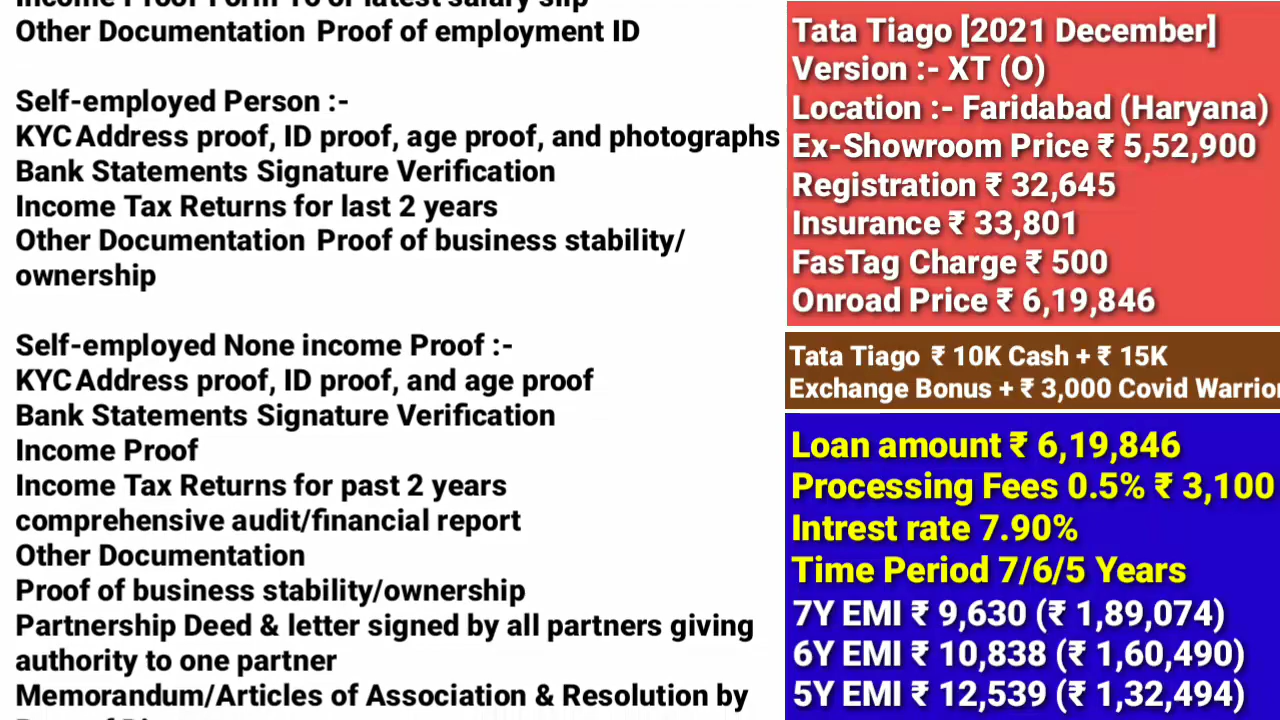 Income Proof Form 16 or latest salary slip
Other Documentation Proof of employment ID
Self-employed Person :-
KYC Address proof, ID proof, age proof, and photographs
Bank Statements Signature Verification
Income Tax Returns for last 2 years
Other Documentation Proof of business stability/
ownership
Self-employed None income Proof :-
KYC Address proof, ID proof, and age proof
Bank Statements Signature Verification
Income Proof
Income Tax Returns for past 2 years
comprehensive audit/financial report
Other Documentation
Proof of business stability/ownership
Partnership Deed & letter signed by all partners giving
authority to one partner
Memorandum/Articles of Association & Resolution by
Tata Tiago [2021 December]
Version :- XT (O)
Location :- Faridabad (Haryana)
Ex-Showroom Price ₹ 5,52,900
Registration ₹ 32,645
Insurance ₹ 33,801
FasTag Charge ₹ 500
Onroad Price ₹ 6,19,846
Tata Tiago ₹ 10K Cash + ₹ 15K
Exchange Bonus + ₹ 3,000 Covid Warrior
Loan amount ₹ 6,19,846
Processing Fees 0.5% ₹ 3,100
Intrest rate 7.90%
Time Period 7/6/5 Years
7Y EMI ₹ 9,630 (₹ 1,89,074)
6Y EMI ₹ 10,838 (₹ 1,60,490)
5Y EMI ₹ 12,539 (₹ 1,32,494)